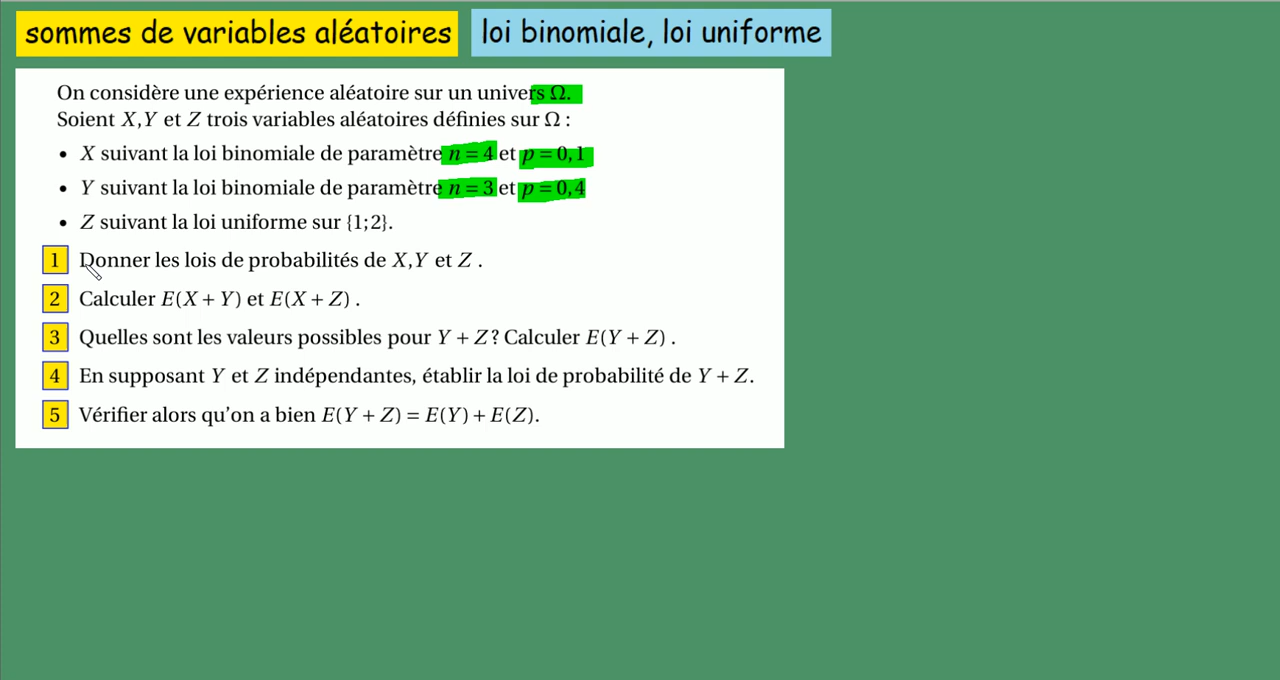 sommes de variables aléatoires
loi binomiale, loi uniforme
On considère une expérience aléatoire sur un univers Ω.
Soient X,Y et Z trois variables aléatoires définies sur Ω :
• X suivant la loi binomiale de paramètre n = 4 et p = 0,1
• Y suivant la loi binomiale de paramètre n = 3 et p = 0,4
• Z suivant la loi uniforme sur {1;2}.
1 Donner les lois de probabilités de X,Y et Z .
2 Calculer E(X + Y) et E(X + Z) .
3 Quelles sont les valeurs possibles pour Y + Z? Calculer E(Y + Z) .
4 En supposant Y et Z indépendantes, établir la loi de probabilité de Y + Z.
5 Vérifier alors qu'on a bien E(Y + Z) = E(Y) + E(Z).